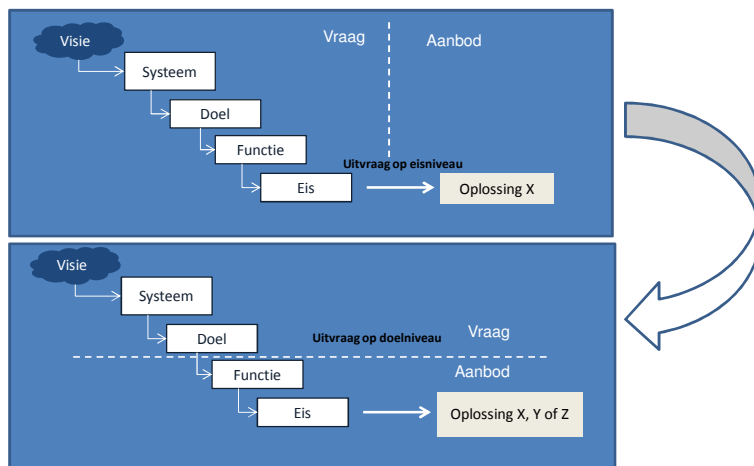 Visie
Vraag
Aanbod
Systeem
Doel
Functie
Uitvraag op eisniveau
Eis
Oplossing X
Visie
Systeem
Doel
Uitvraag op doelniveau
Vraag
Functie
Aanbod
Eis
Oplossing X, Y of Z